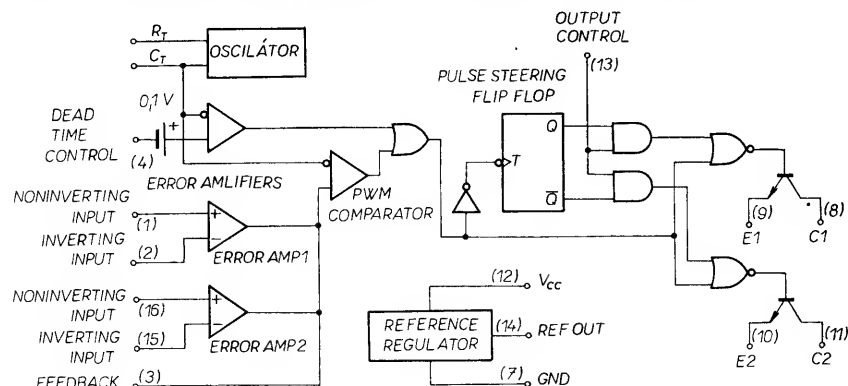 R_T
C_T
OSCILÁTOR
0,1 V
+
DEAD
TIME
CONTROL
(4)
ERROR AMLIFIERS
NONINVERTING
INPUT
(1)
INVERTING
INPUT
(2)
+
−
ERROR AMP1
NONINVERTING
INPUT
(16)
INVERTING
INPUT
(15)
+
−
ERROR AMP2
FEEDBACK
(3)
PWM
COMPARATOR
PULSE STEERING
FLIP FLOP
T
Q
Q̅
OUTPUT
CONTROL
(13)
(9)
E1
(8)
C1
(10)
E2
(11)
C2
REFERENCE
REGULATOR
(12)
Vcc
(14)
REF OUT
(7)
GND